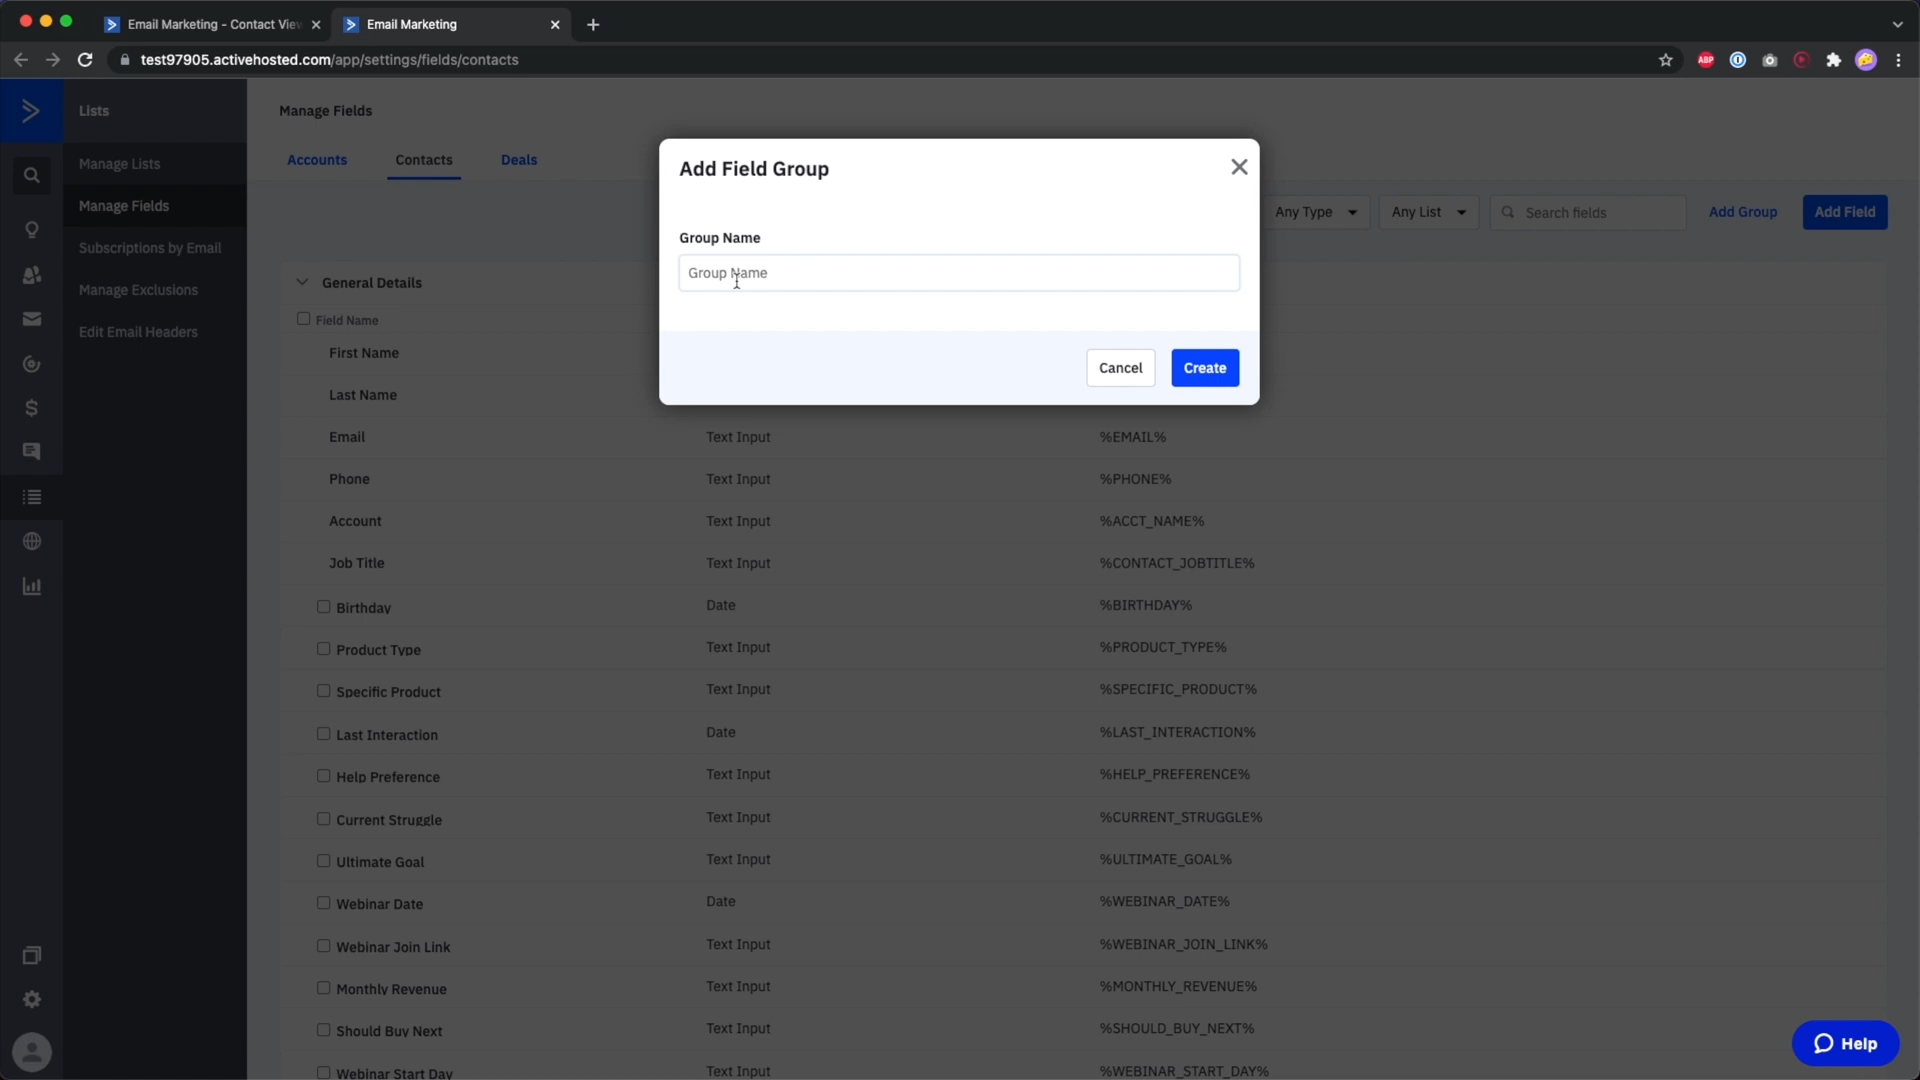 Email Marketing - Contact View
Email Marketing
test97905.activehosted.com/app/settings/fields/contacts
ABP
Lists
Manage Lists
Manage Fields
Subscriptions by Email
Manage Exclusions
Edit Email Headers
Manage Fields
Accounts
Contacts
Deals
Any Type
Any List
Search fields
Add Group
Add Field
Add Field Group
Group Name
Group Name
Cancel
Create
General Details
Field Name
First Name
Last Name
Email Text Input %EMAIL%
Phone Text Input %PHONE%
Account Text Input %ACCT_NAME%
Job Title Text Input %CONTACT_JOBTITLE%
Birthday Date %BIRTHDAY%
Product Type Text Input %PRODUCT_TYPE%
Specific Product Text Input %SPECIFIC_PRODUCT%
Last Interaction Date %LAST_INTERACTION%
Help Preference Text Input %HELP_PREFERENCE%
Current Struggle Text Input %CURRENT_STRUGGLE%
Ultimate Goal Text Input %ULTIMATE_GOAL%
Webinar Date Date %WEBINAR_DATE%
Webinar Join Link Text Input %WEBINAR_JOIN_LINK%
Monthly Revenue Text Input %MONTHLY_REVENUE%
Should Buy Next Text Input %SHOULD_BUY_NEXT%
Webinar Start Day Text Input %WEBINAR_START_DAY%
Help